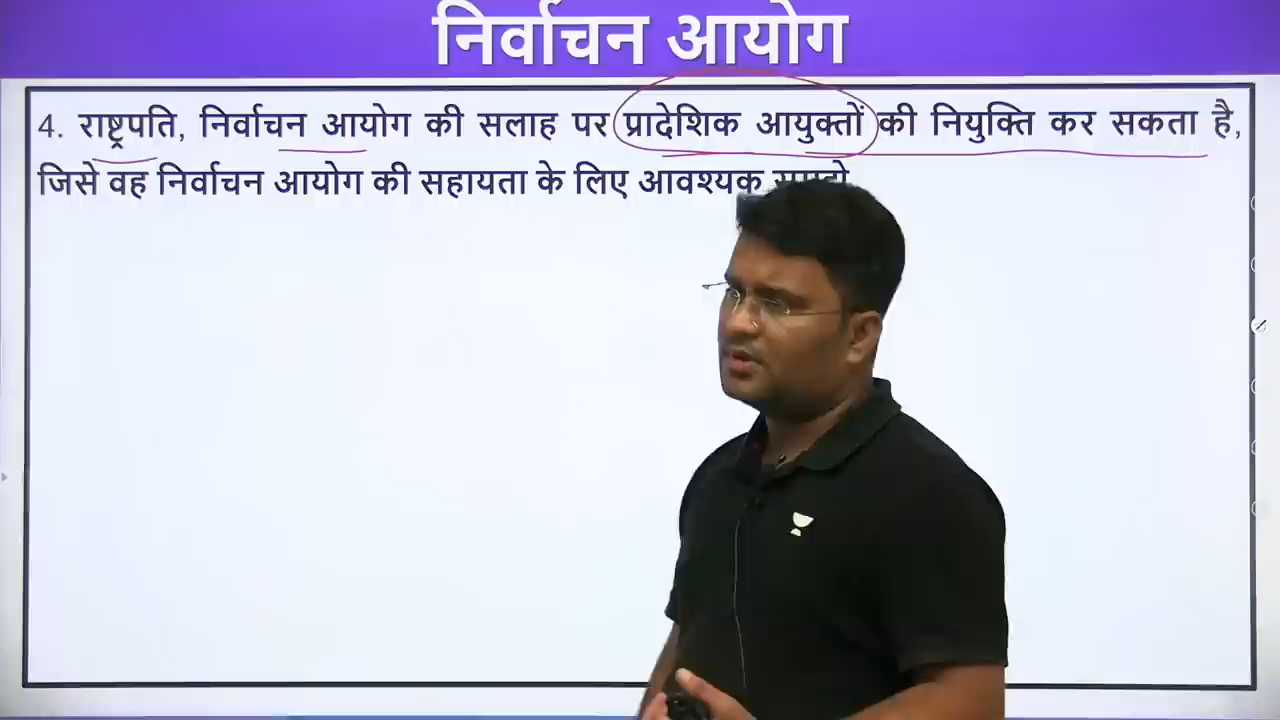 निर्वाचन आयोग
4. राष्ट्रपति, निर्वाचन आयोग की सलाह पर प्रादेशिक आयुक्तों की नियुक्ति कर सकता है,
जिसे वह निर्वाचन आयोग की सहायता के लिए आवश्यक